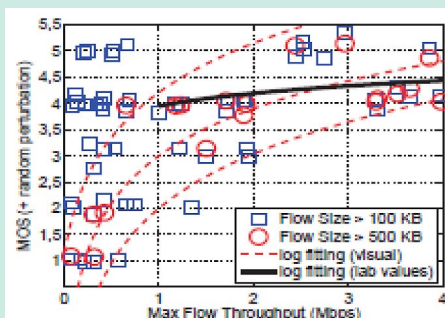 5,5
5
4,5
4
3,5
3
2,5
2
1,5
1
MOS (+ random perturbation)
Flow Size > 100 KB
Flow Size > 500 KB
log fitting (visual)
log fitting (lab values)
0 1 2 3 4
Max Flow Throughput (Mbps)